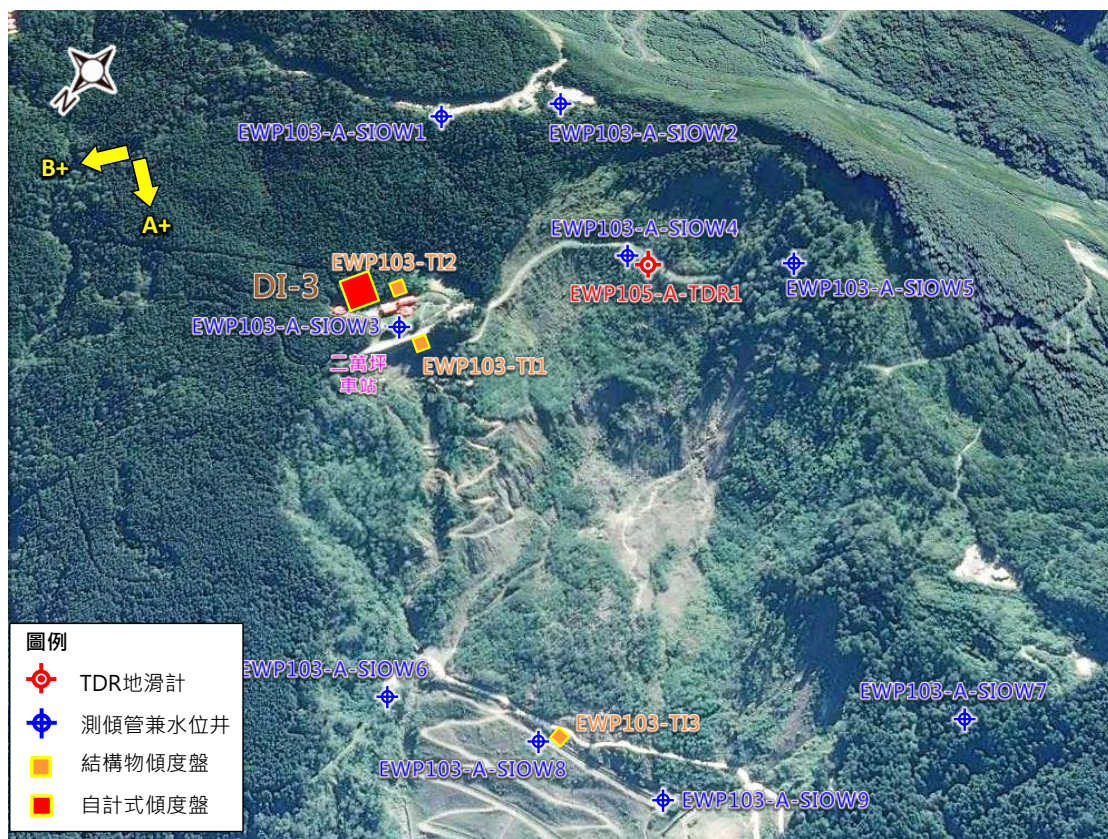 N
B+
A+
EWP103-A-SIOW1
EWP103-A-SIOW2
EWP103-A-SIOW4
EWP103-TI2
DI-3
EWP105-A-TDR1
EWP103-A-SIOW5
EWP103-A-SIOW3
二萬坪
車站
EWP103-TI1
EWP103-A-SIOW6
EWP103-A-SIOW7
EWP103-TI3
EWP103-A-SIOW8
EWP103-A-SIOW9
圖例
TDR地滑計
測傾管兼水位井
結構物傾度盤
自計式傾度盤